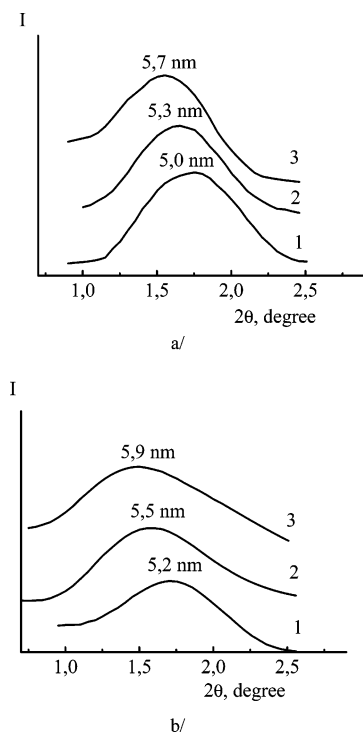 I
5,7 nm
5,3 nm
5,0 nm
3
2
1
1,0 1,5 2,0 2,5
2θ, degree
a/
I
5,9 nm
5,5 nm
5,2 nm
3
2
1
1,0 1,5 2,0 2,5
2θ, degree
b/